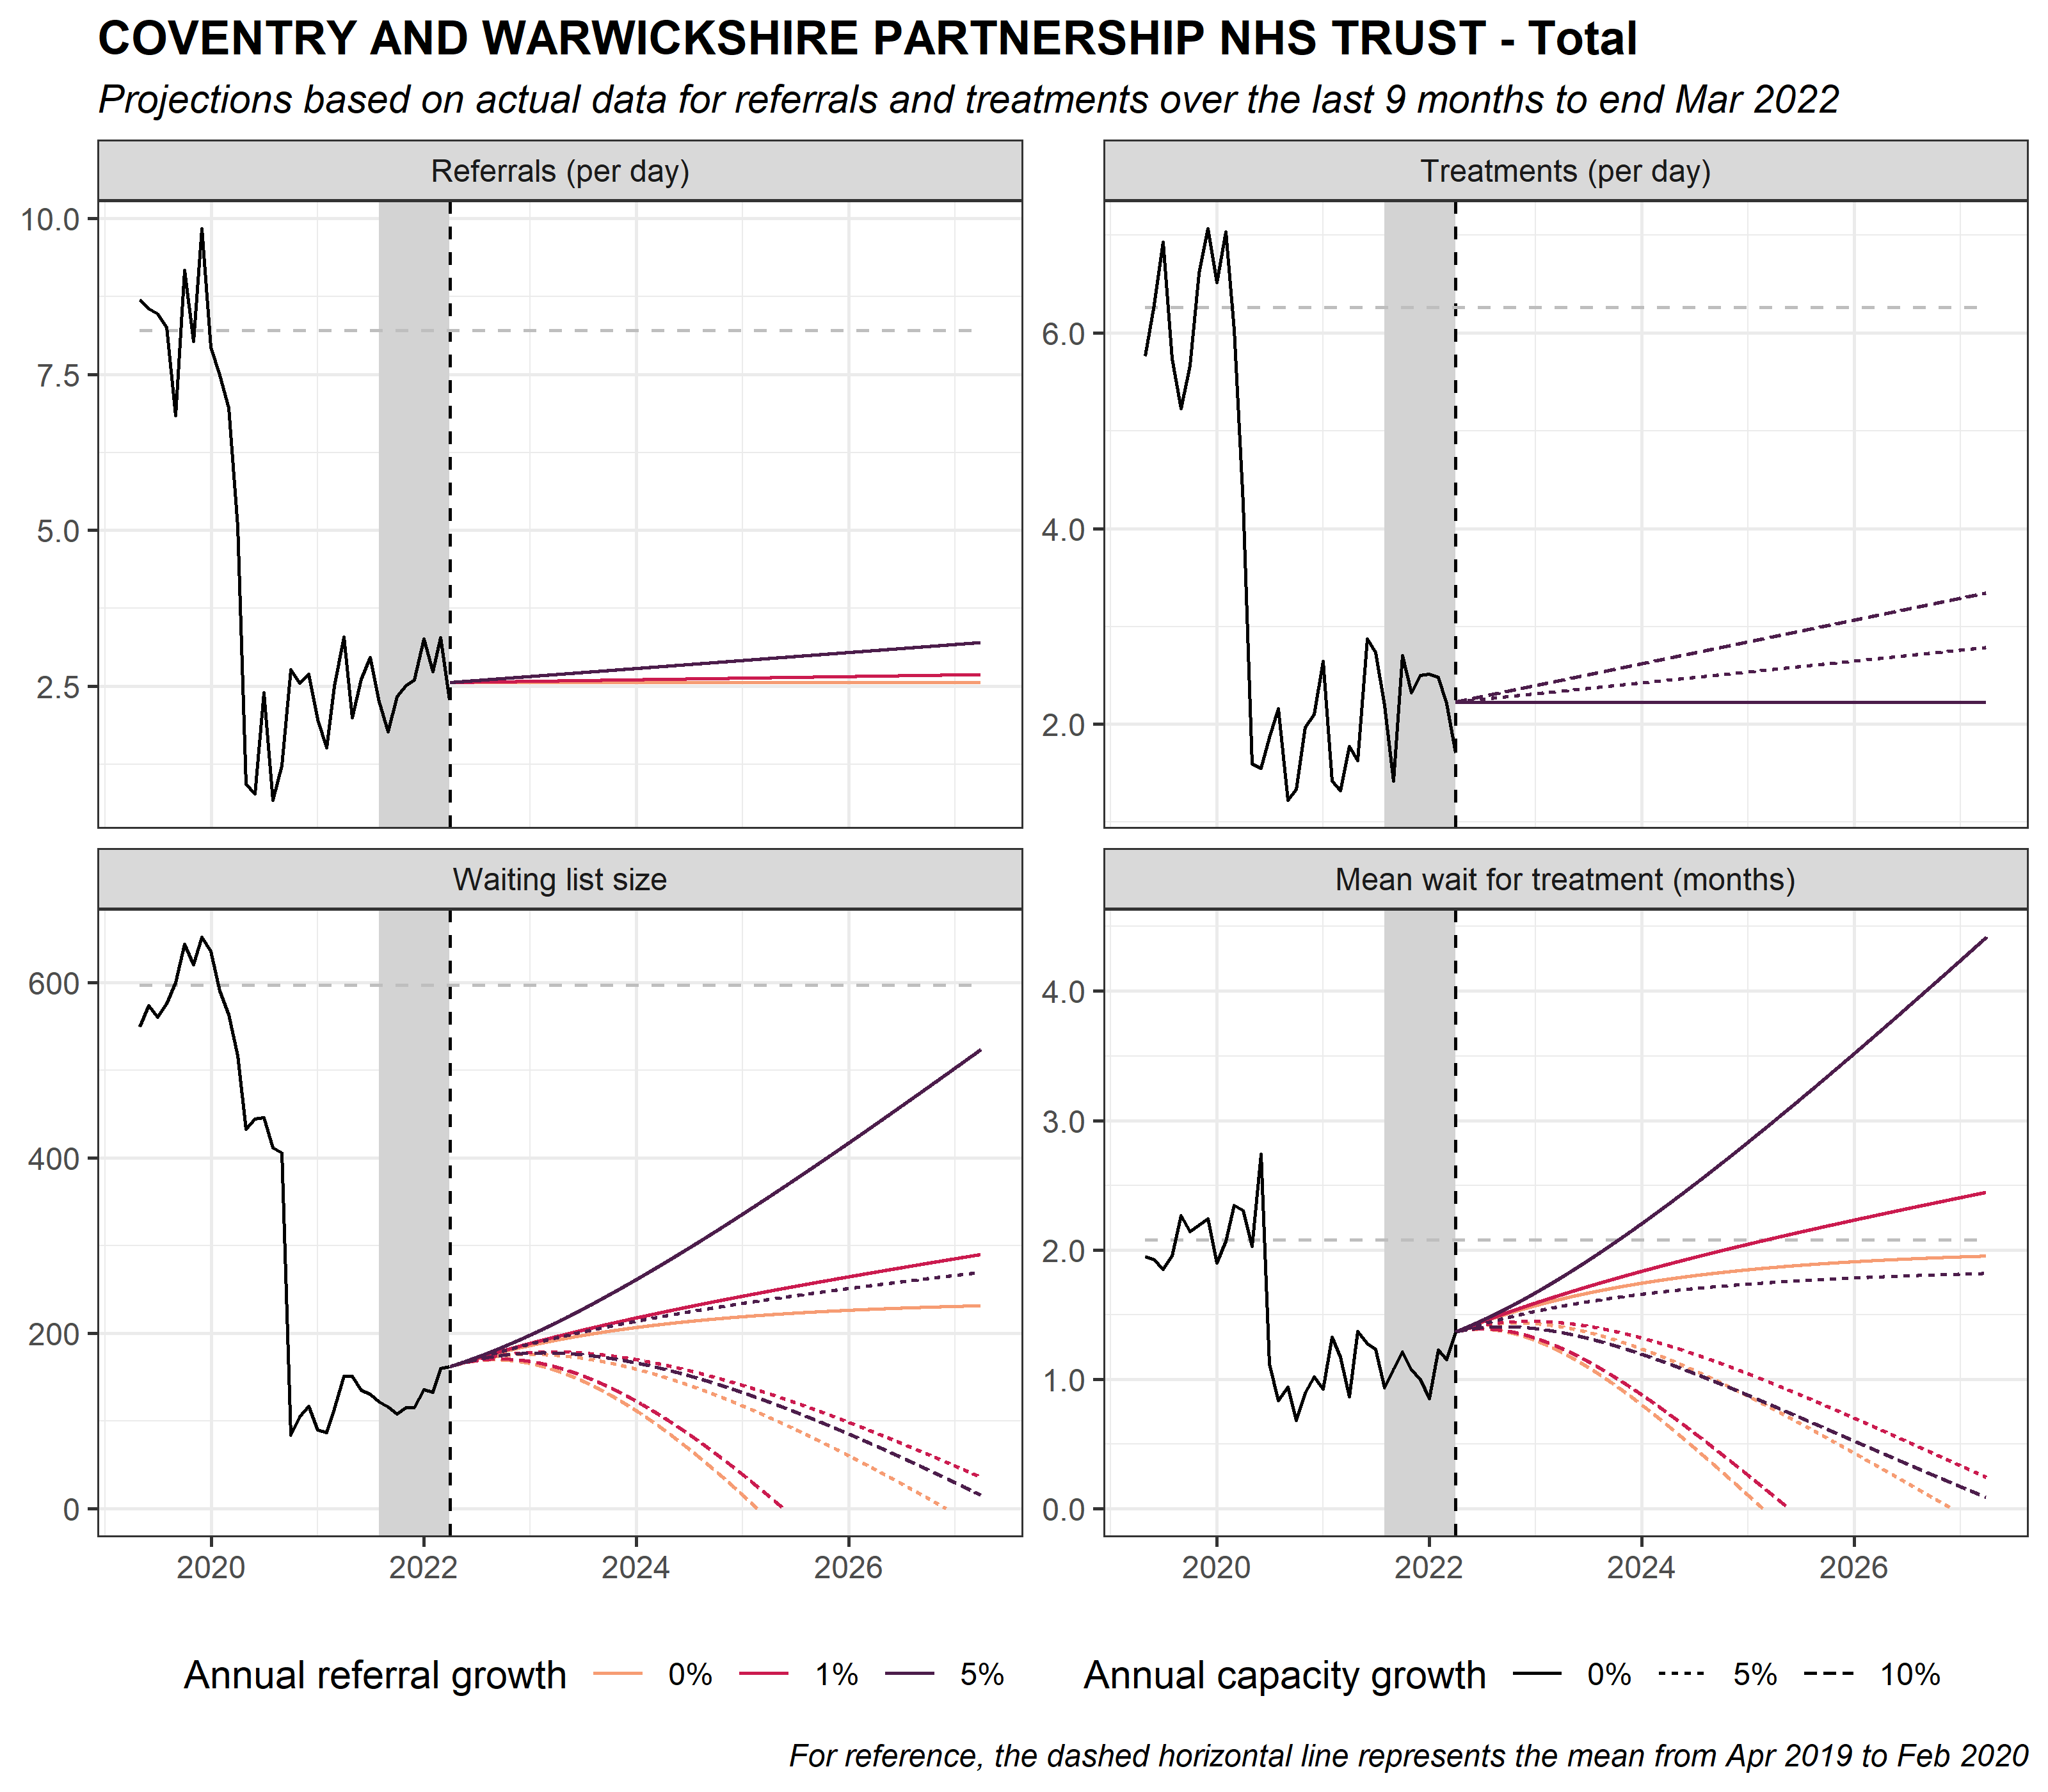 COVENTRY AND WARWICKSHIRE PARTNERSHIP NHS TRUST - Total
Projections based on actual data for referrals and treatments over the last 9 months to end Mar 2022
Referrals (per day)
10.0
7.5
5.0
2.5
Treatments (per day)
6.0
4.0
2.0
Waiting list size
600
400
200
0
2020 2022 2024 2026
Mean wait for treatment (months)
4.0
3.0
2.0
1.0
0.0
2020 2022 2024 2026
Annual referral growth 0% 1% 5%
Annual capacity growth 0% 5% 10%
For reference, the dashed horizontal line represents the mean from Apr 2019 to Feb 2020